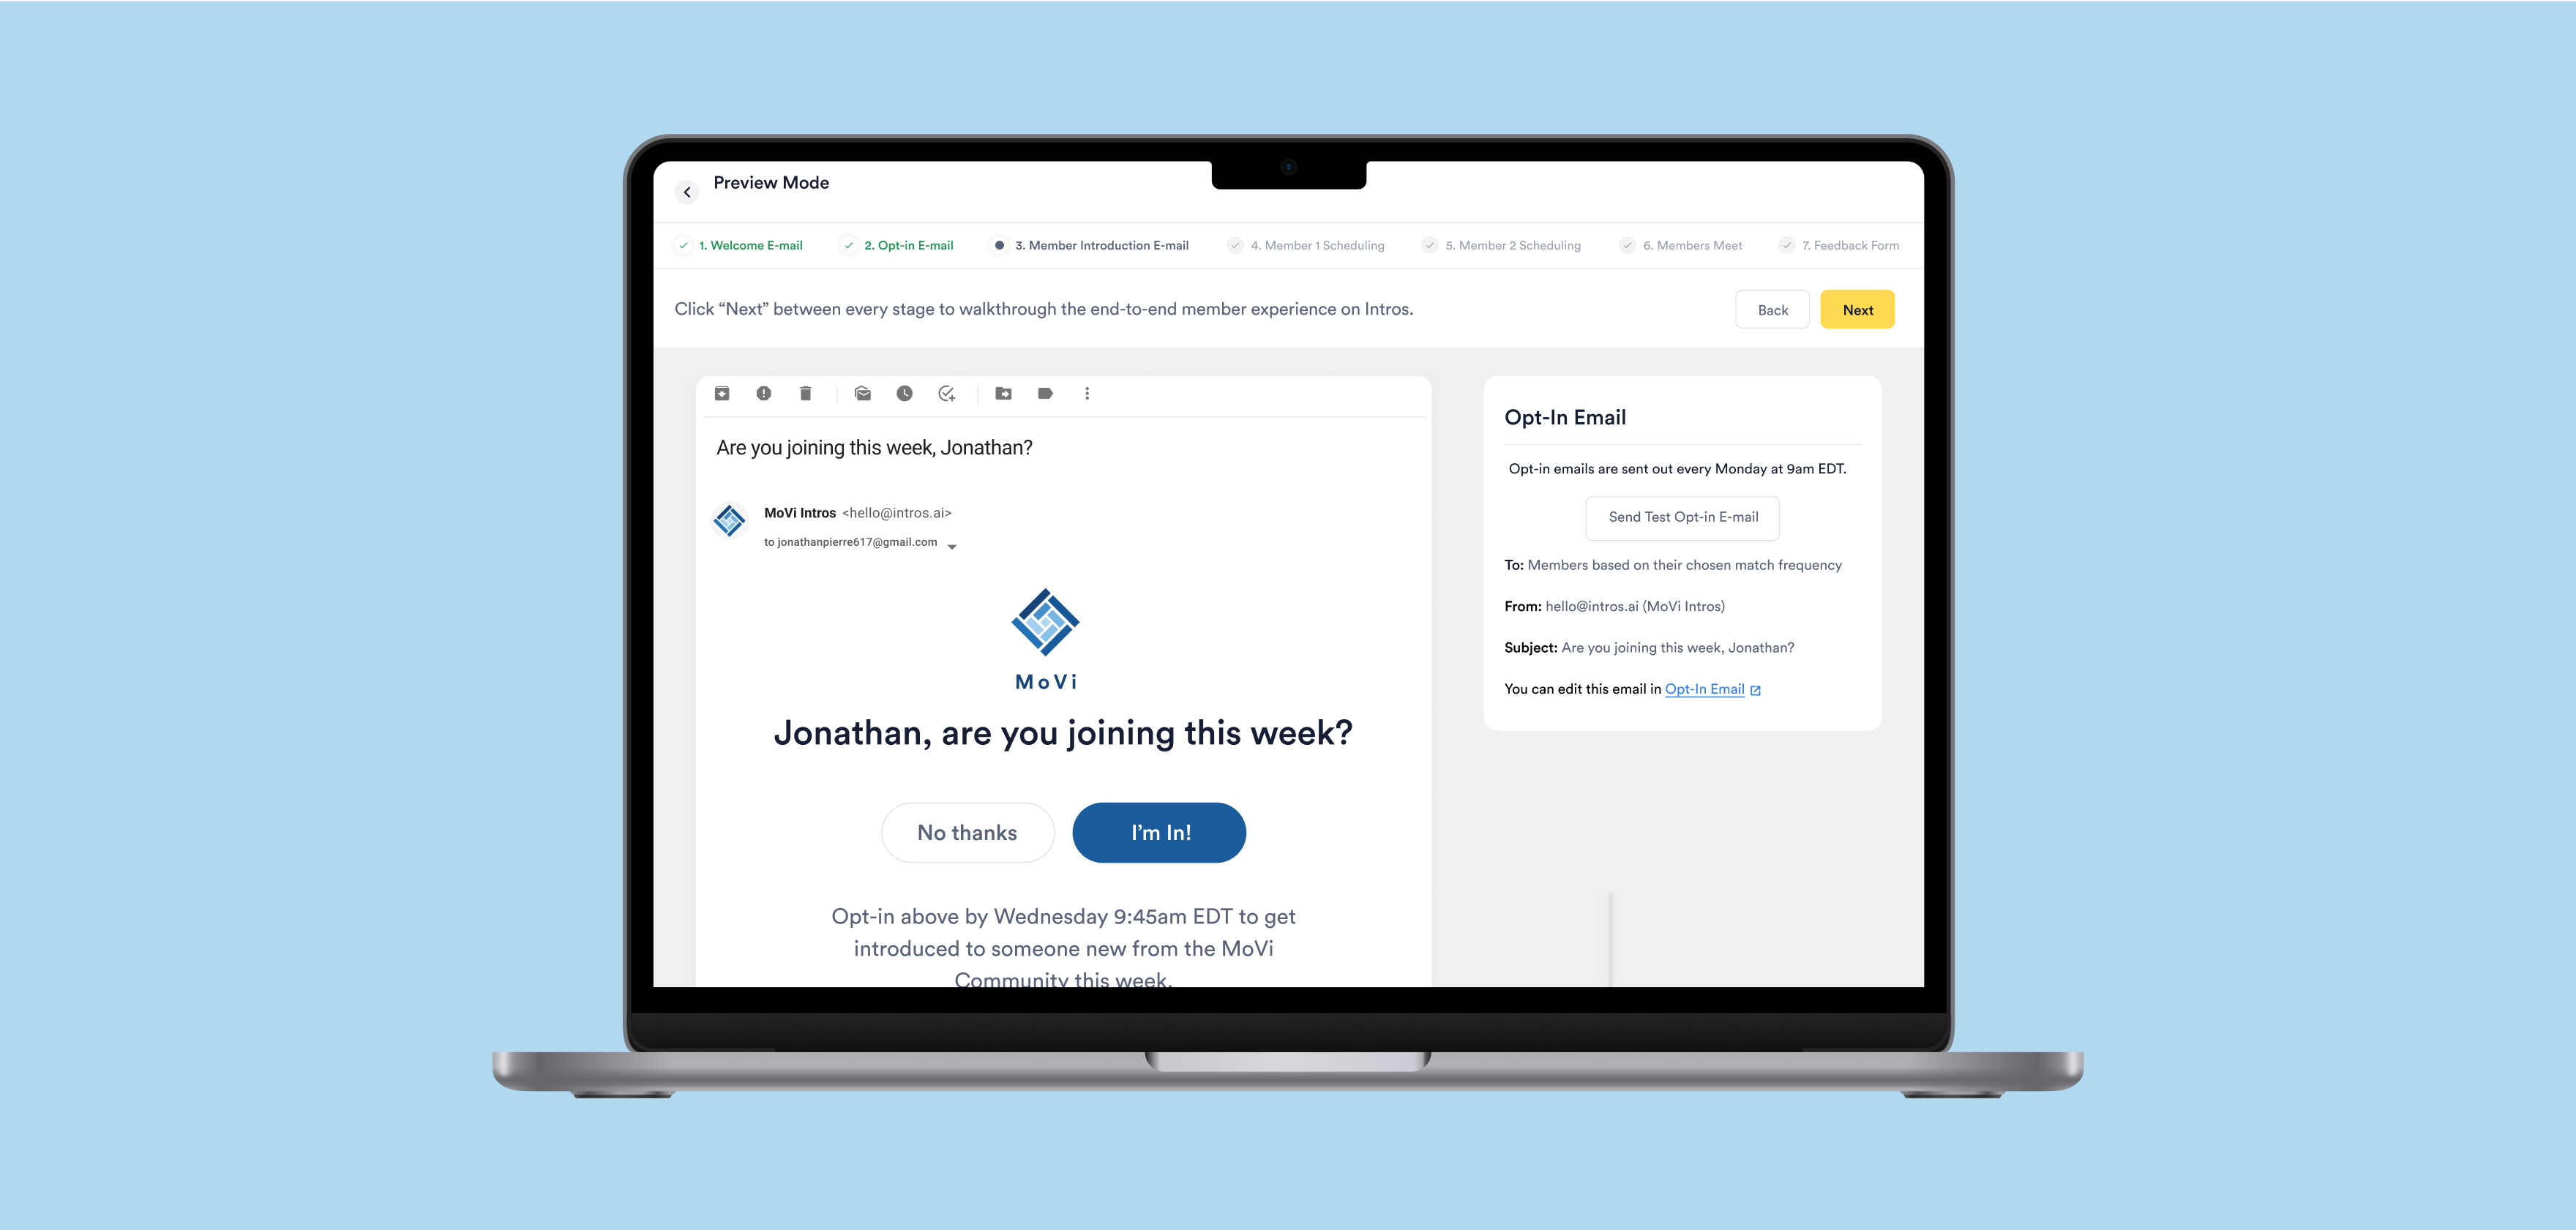 Preview Mode
1. Welcome E-mail
2. Opt-in E-mail
3. Member Introduction E-mail
4. Member 1 Scheduling
5. Member 2 Scheduling
6. Members Meet
7. Feedback Form
Click “Next” between every stage to walkthrough the end-to-end member experience on Intros.
Back
Next
Are you joining this week, Jonathan?
MoVi Intros <hello@intros.ai>
to jonathanpierre617@gmail.com
MoVi
Jonathan, are you joining this week?
No thanks
I’m In!
Opt-in above by Wednesday 9:45am EDT to get
introduced to someone new from the MoVi
Community this week.
Opt-In Email
Opt-in emails are sent out every Monday at 9am EDT.
Send Test Opt-in E-mail
To: Members based on their chosen match frequency
From: hello@intros.ai (MoVi Intros)
Subject: Are you joining this week, Jonathan?
You can edit this email in Opt-In Email